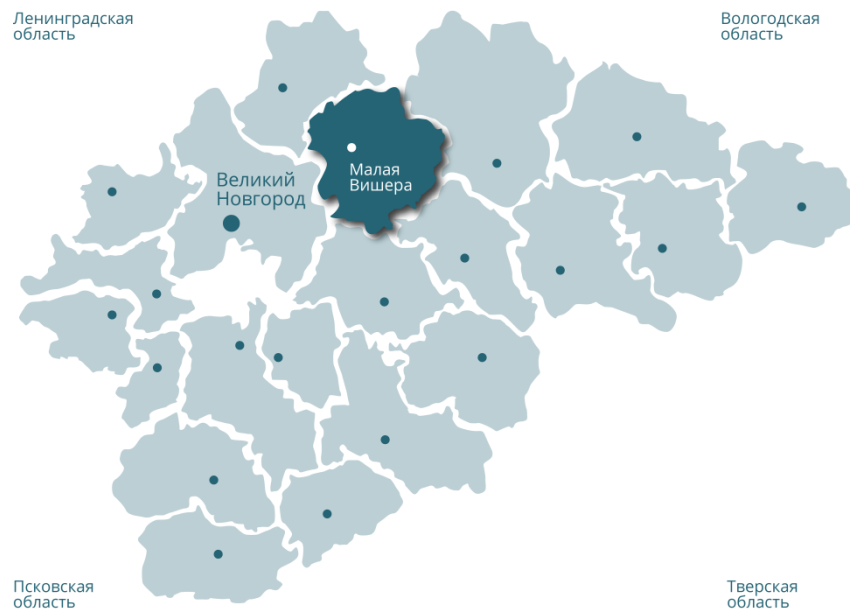 Ленинградская
область
Вологодская
область
Малая
Вишера
Великий
Новгород
Псковская
область
Тверская
область